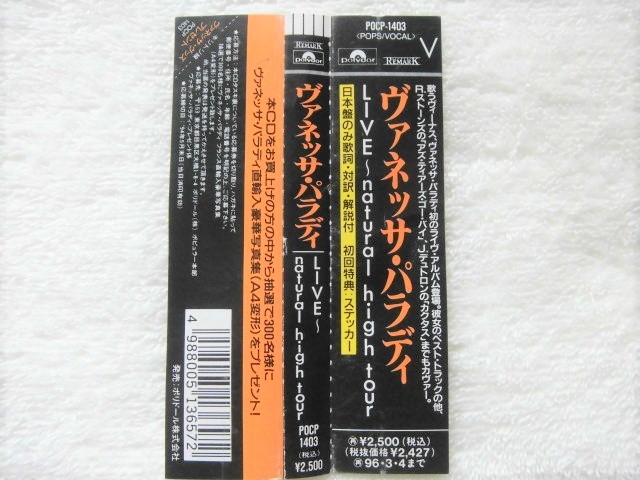 POCP-1403
〈POPS/VOCAL〉
V
polydor
REMARK
歌うヴィーナス、ヴァネッサ・パラディ初のライヴ・アルバム登場。彼女のベスト・トラックの他、
R.ストーンズの“アズ・ティアーズ・ゴー・バイ”、J.デュトロンの“カクタス”までもカヴァー。
ヴァネッサ・パラディ
LIVE〜natural high tour
日本盤のみ歌詞・対訳・解説付 初回特典・ステッカー
¥2,500(税込)
(税抜価格 ¥2,427)
96・3・4まで
REMARK
polydor
ヴァネッサ・パラディ
LIVE〜
natural high tour
POCP
1403
(税込)
¥2,500
本CDをお買上げの方の中から抽選で300名様に
ヴァネッサ・パラディ直輸入豪華写真集(A4変形)をプレゼント!
POCP
1403
4 988005 136572
発売:ポリドール株式会社